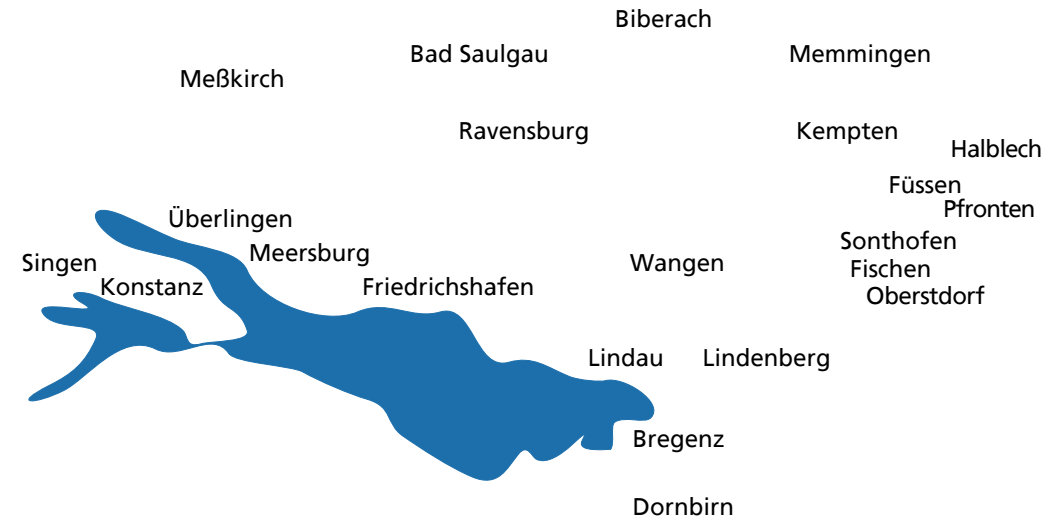 Biberach
Bad Saulgau
Memmingen
Meßkirch
Ravensburg
Kempten
Halblech
Füssen
Pfronten
Überlingen
Meersburg
Sonthofen
Singen
Wangen
Fischen
Konstanz
Friedrichshafen
Oberstdorf
Lindau
Lindenberg
Bregenz
Dornbirn